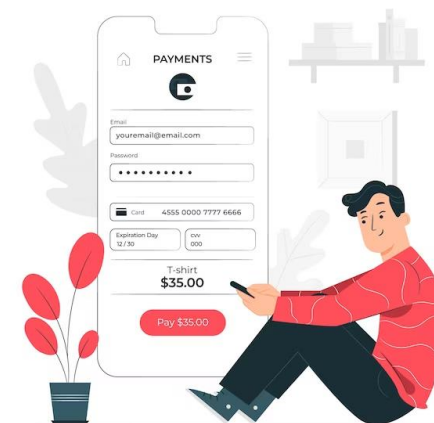 PAYMENTS
Email
youremail@email.com
Password
Card 4555 0000 7777 6666
Expiration Day
12 / 30
cvv
000
T-shirt
$35.00
Pay $35.00